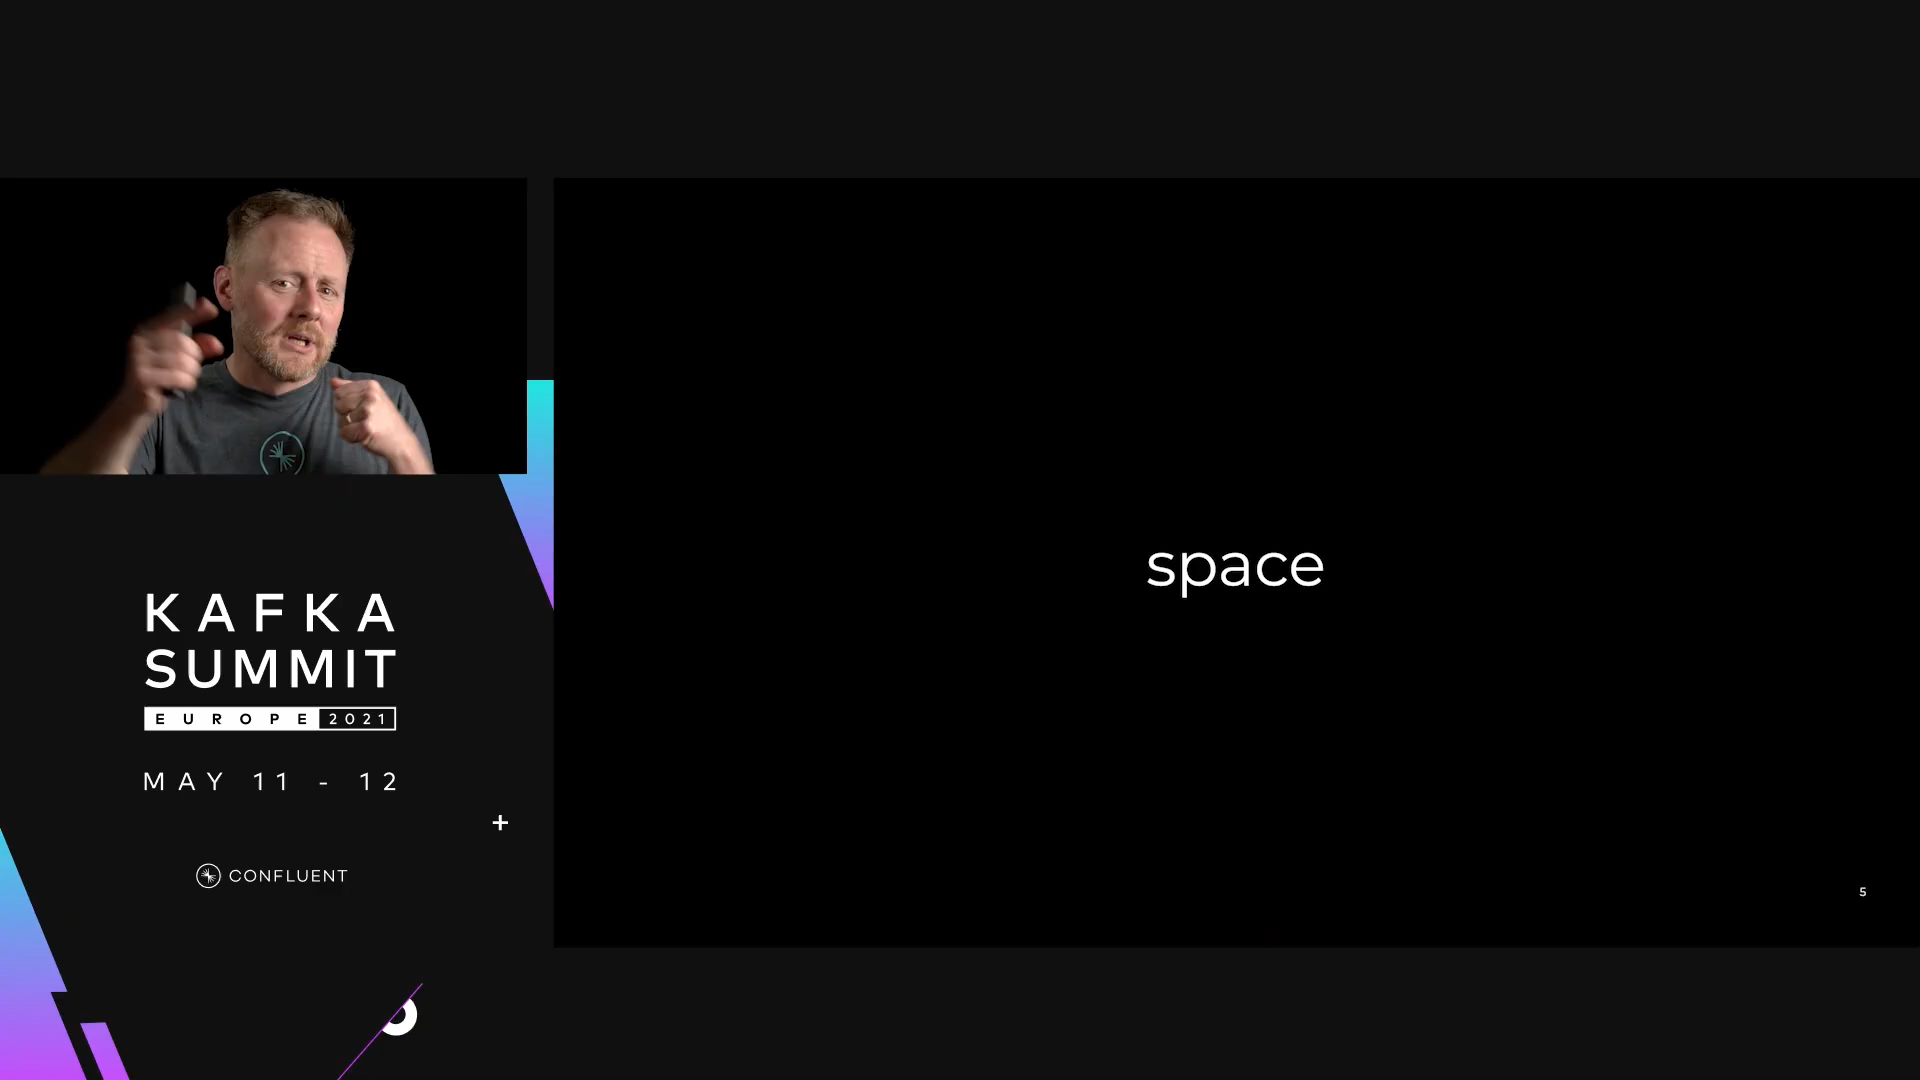 KAFKA
SUMMIT
EUROPE 2021
MAY 11 - 12
CONFLUENT
space
5